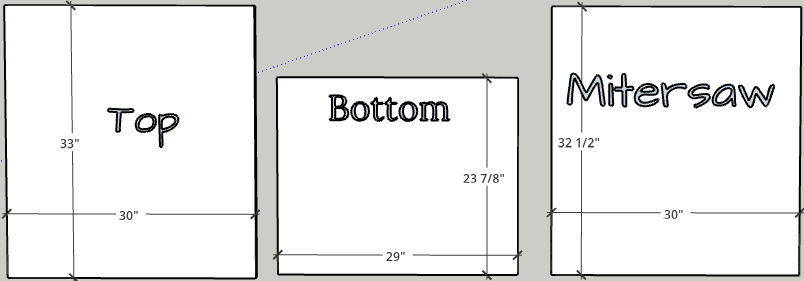 Top
33"
30"
Bottom
23 7/8"
29"
Mitersaw
32 1/2"
30"